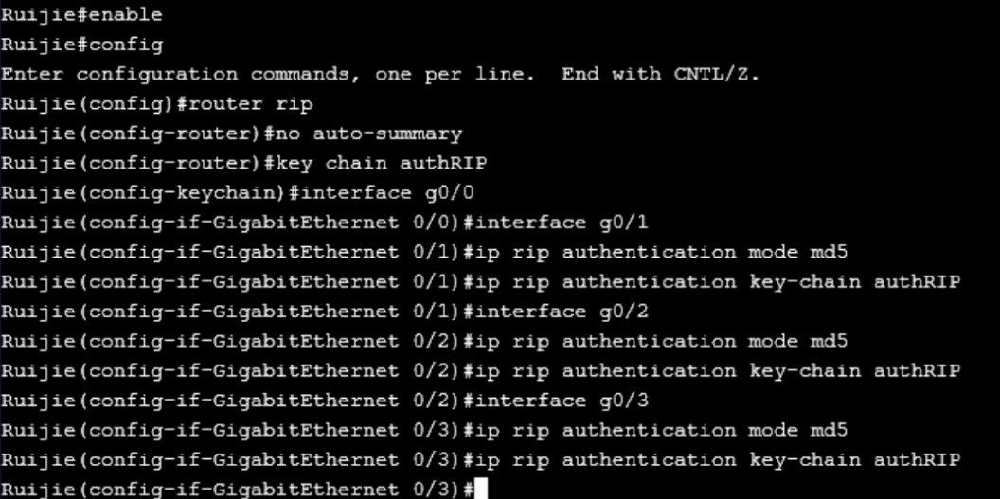 Ruijie#enable
Ruijie#config
Enter configuration commands, one per line.  End with CNTL/Z.
Ruijie(config)#router rip
Ruijie(config-router)#no auto-summary
Ruijie(config-router)#key chain authRIP
Ruijie(config-keychain)#interface g0/0
Ruijie(config-if-GigabitEthernet 0/0)#interface g0/1
Ruijie(config-if-GigabitEthernet 0/1)#ip rip authentication mode md5
Ruijie(config-if-GigabitEthernet 0/1)#ip rip authentication key-chain authRIP
Ruijie(config-if-GigabitEthernet 0/1)#interface g0/2
Ruijie(config-if-GigabitEthernet 0/2)#ip rip authentication mode md5
Ruijie(config-if-GigabitEthernet 0/2)#ip rip authentication key-chain authRIP
Ruijie(config-if-GigabitEthernet 0/2)#interface g0/3
Ruijie(config-if-GigabitEthernet 0/3)#ip rip authentication mode md5
Ruijie(config-if-GigabitEthernet 0/3)#ip rip authentication key-chain authRIP
Ruijie(config-if-GigabitEthernet 0/3)#